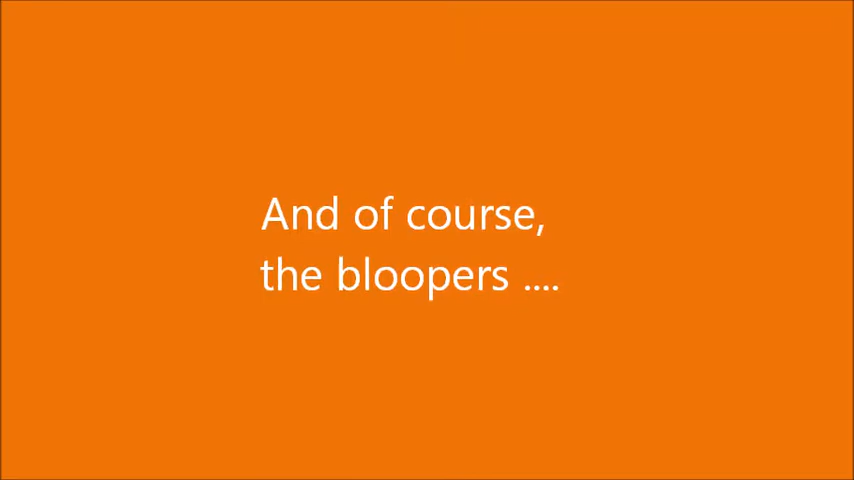 And of course,
the bloopers ....